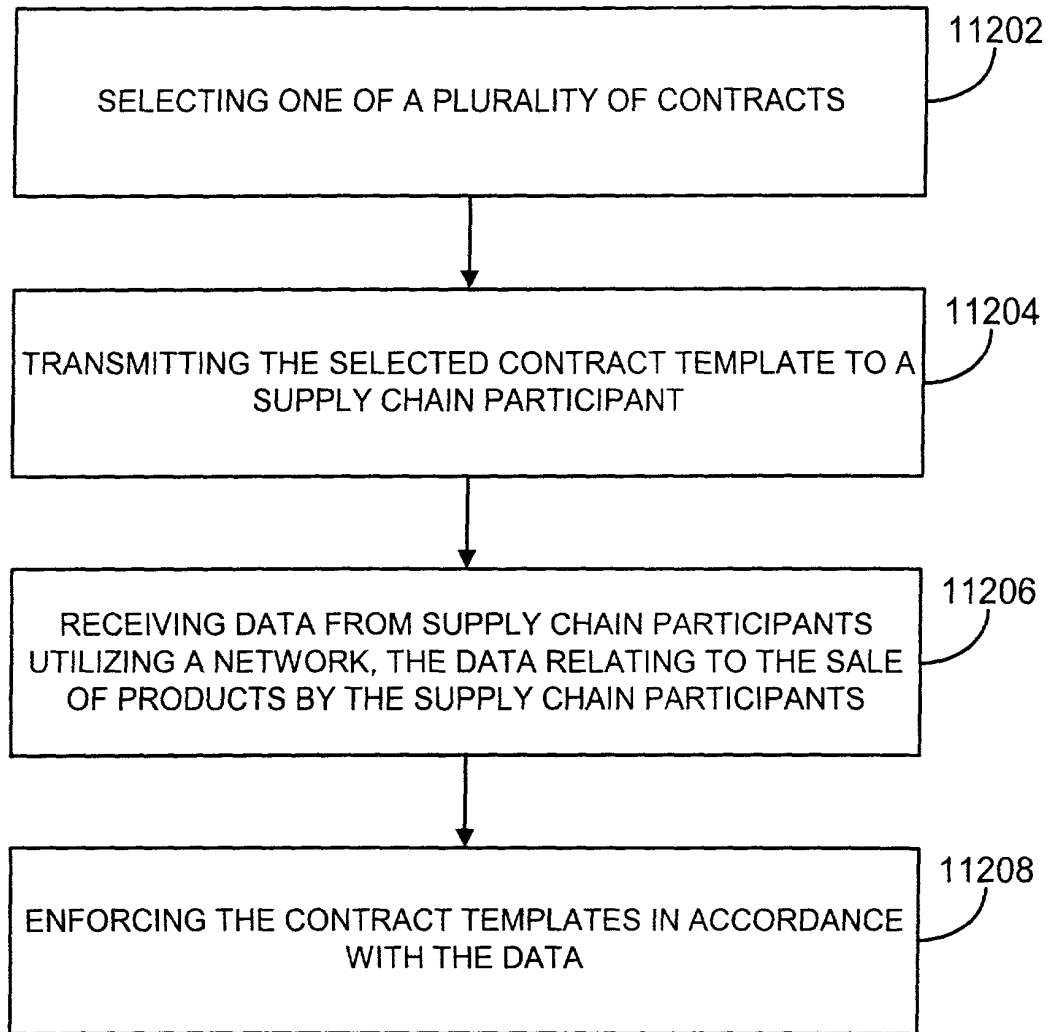 11202
SELECTING ONE OF A PLURALITY OF CONTRACTS
11204
TRANSMITTING THE SELECTED CONTRACT TEMPLATE TO A
SUPPLY CHAIN PARTICIPANT
11206
RECEIVING DATA FROM SUPPLY CHAIN PARTICIPANTS
UTILIZING A NETWORK, THE DATA RELATING TO THE SALE
OF PRODUCTS BY THE SUPPLY CHAIN PARTICIPANTS
11208
ENFORCING THE CONTRACT TEMPLATES IN ACCORDANCE
WITH THE DATA